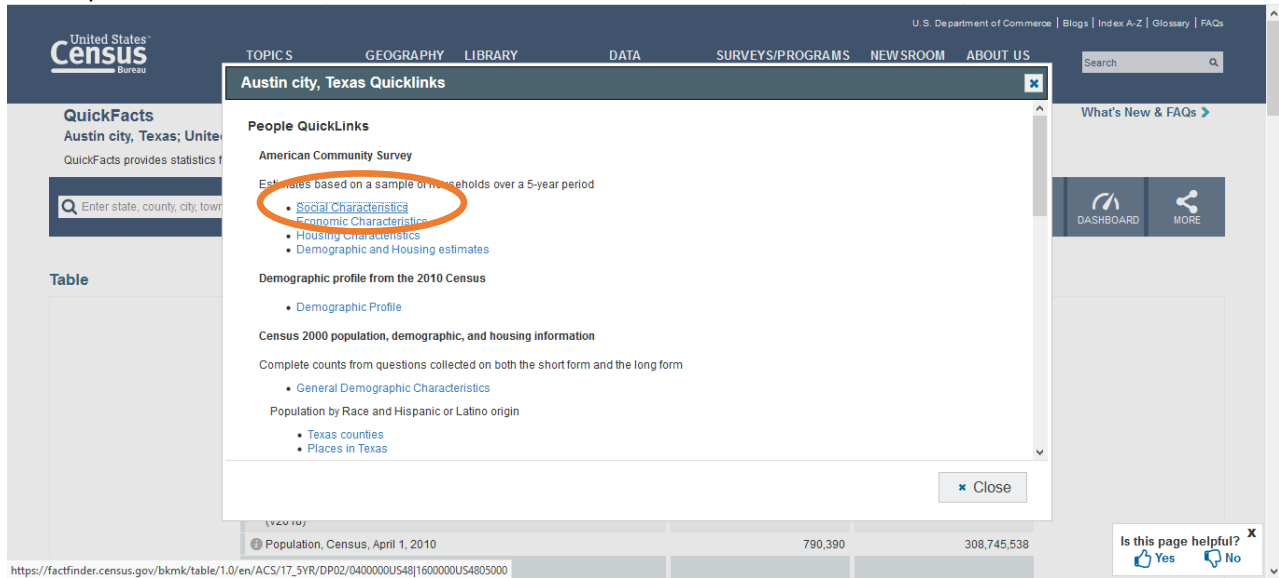 U.S. Department of Commerce | Blogs | Index A-Z | Glossary | FAQs
United States™
Census
Bureau
TOPICS GEOGRAPHY LIBRARY DATA SURVEYS/PROGRAMS NEWSROOM ABOUT US
Search
Austin city, Texas Quicklinks
QuickFacts
What's New & FAQs
Austin city, Texas; Unite
QuickFacts provides statistics f
Enter state, county, city, town
DASHBOARD
MORE
Table
People QuickLinks
American Community Survey
Estimates based on a sample of households over a 5-year period
• Social Characteristics
• Economic Characteristics
• Housing Characteristics
• Demographic and Housing estimates
Demographic profile from the 2010 Census
• Demographic Profile
Census 2000 population, demographic, and housing information
Complete counts from questions collected on both the short form and the long form
• General Demographic Characteristics
Population by Race and Hispanic or Latino origin
• Texas counties
• Places in Texas
× Close
Population, Census, April 1, 2010 790,390 308,745,538
Is this page helpful? X
Yes No
https://factfinder.census.gov/bkmk/table/1.0/en/ACS/17_5YR/DP02/0400000US48|1600000US4805000